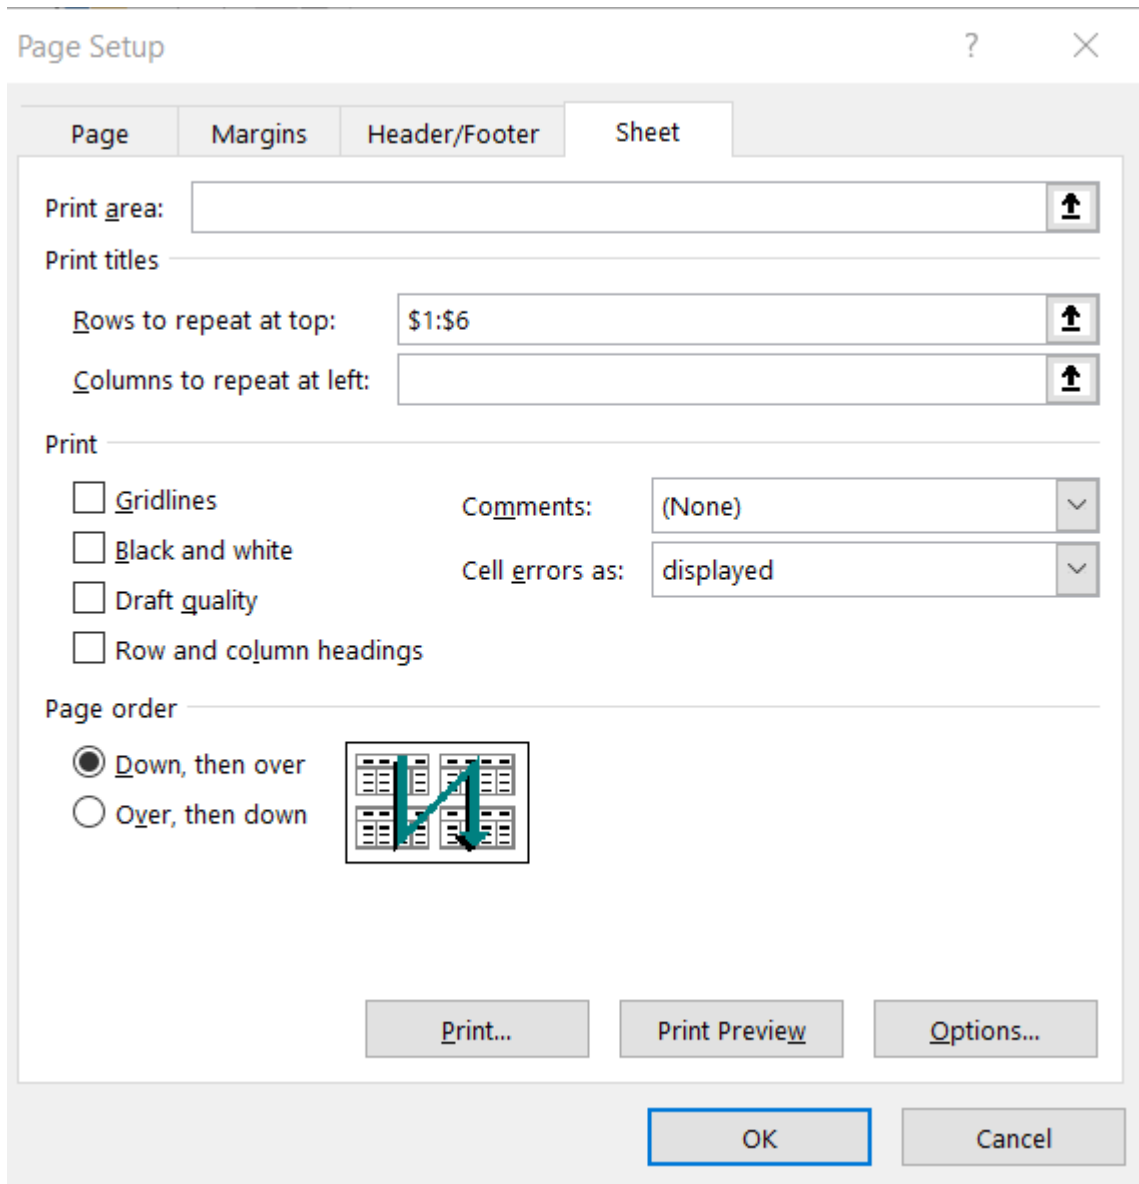 Page Setup ?
Page Margins Header/Footer Sheet
Print area:
Print titles
Rows to repeat at top: $1:$6
Columns to repeat at left:
Print
Gridlines Comments: (None)
Black and white
Cell errors as: displayed
Draft quality
Row and column headings
Page order
Down, then over
Over, then down
Print... Print Preview Options...
OK Cancel